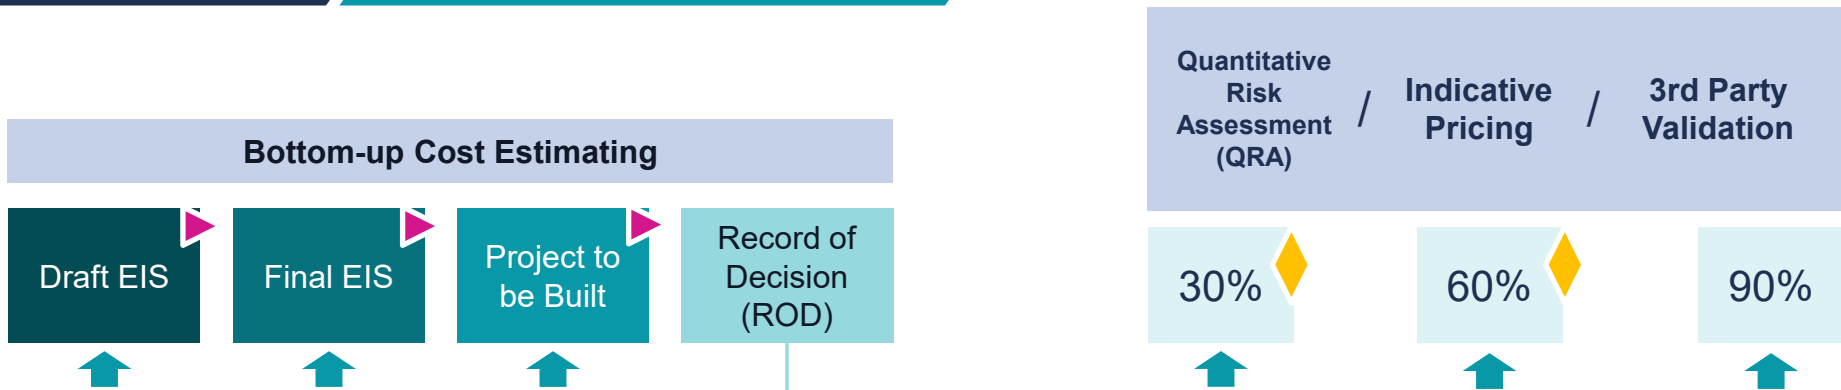 Bottom-up Cost Estimating
Draft EIS
Final EIS
Project to
be Built
Record of
Decision
(ROD)
Quantitative
Risk
Assessment
(QRA)
/
Indicative
Pricing
/
3rd Party
Validation
30%
60%
90%